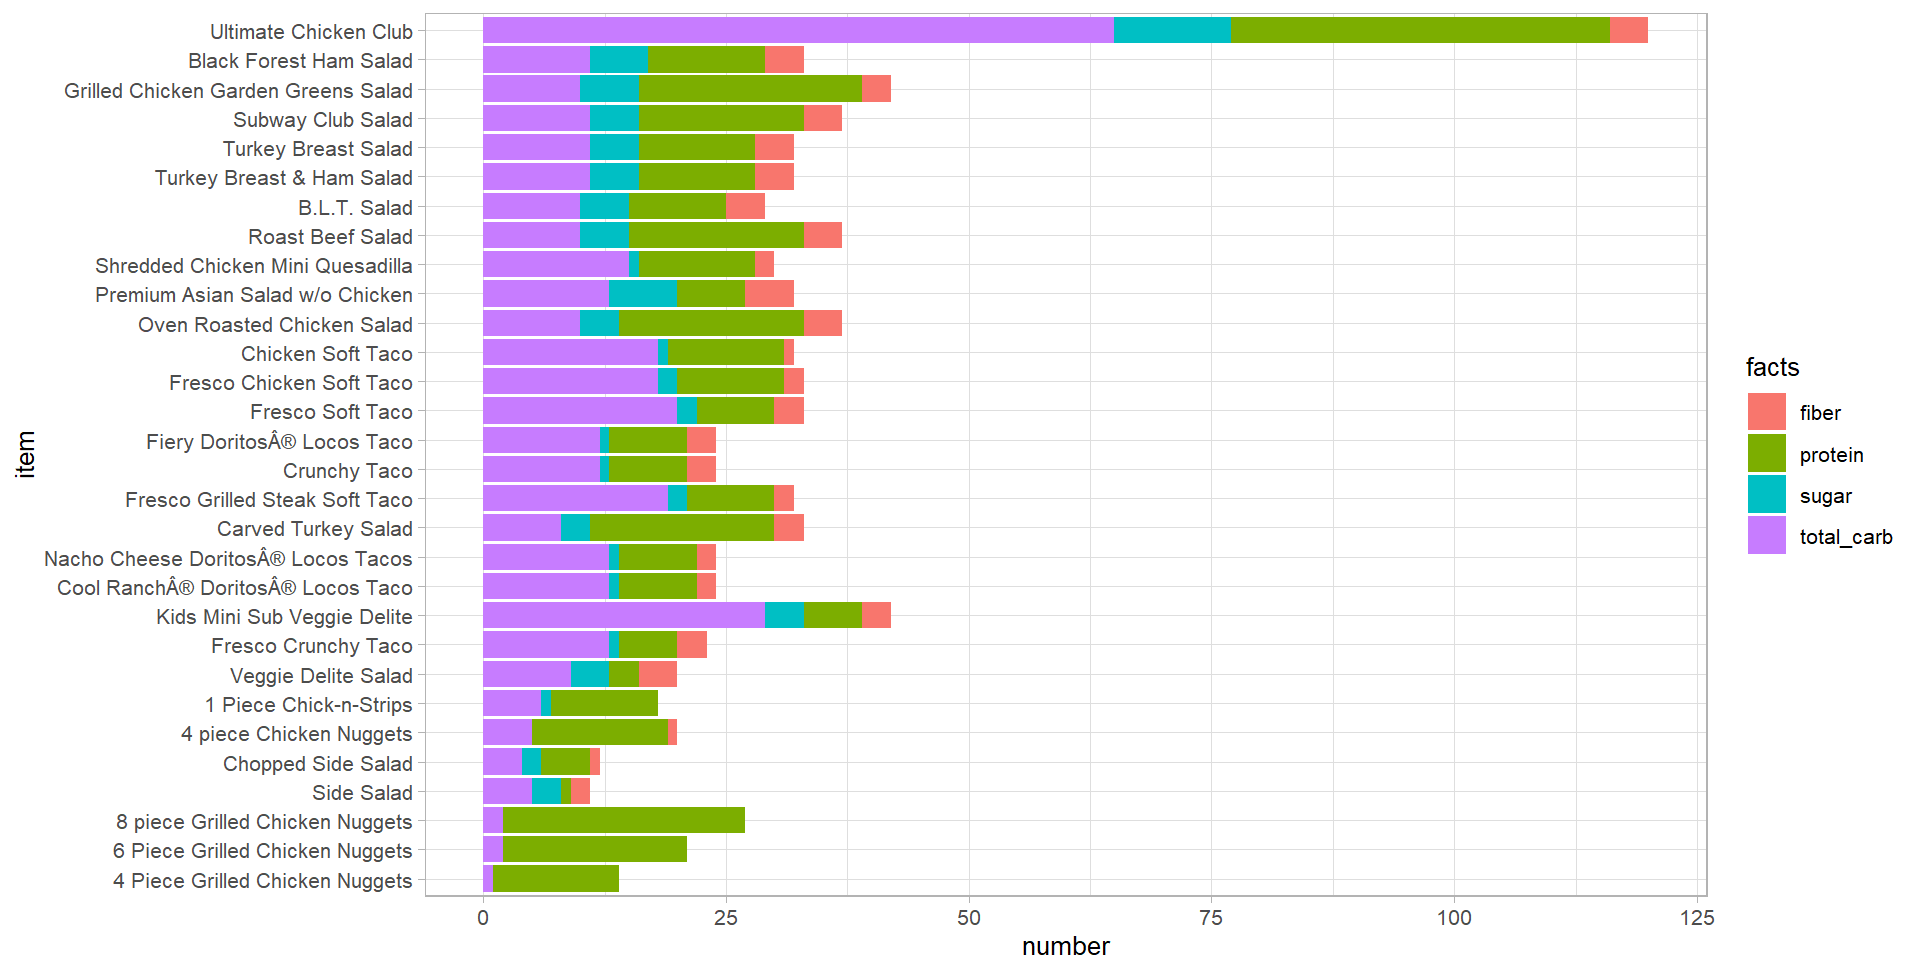 Ultimate Chicken Club
Black Forest Ham Salad
Grilled Chicken Garden Greens Salad
Subway Club Salad
Turkey Breast Salad
Turkey Breast & Ham Salad
B.L.T. Salad
Roast Beef Salad
Shredded Chicken Mini Quesadilla
Premium Asian Salad w/o Chicken
Oven Roasted Chicken Salad
Chicken Soft Taco
Fresco Chicken Soft Taco
Fresco Soft Taco
Fiery DoritosÂ® Locos Taco
Crunchy Taco
Fresco Grilled Steak Soft Taco
Carved Turkey Salad
Nacho Cheese DoritosÂ® Locos Tacos
Cool RanchÂ® DoritosÂ® Locos Taco
Kids Mini Sub Veggie Delite
Fresco Crunchy Taco
Veggie Delite Salad
1 Piece Chick-n-Strips
4 piece Chicken Nuggets
Chopped Side Salad
Side Salad
8 piece Grilled Chicken Nuggets
6 Piece Grilled Chicken Nuggets
4 Piece Grilled Chicken Nuggets
item
0 25 50 75 100 125
number
facts
fiber
protein
sugar
total_carb